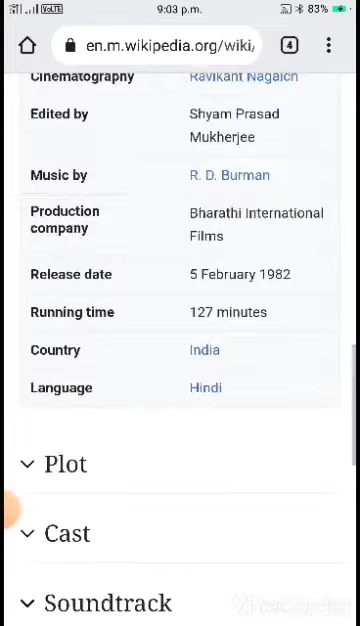 VoLTE 9:03 p.m. 83%
en.m.wikipedia.org/wiki/ 4
Cinematography Ravikant Nagaich
Edited by Shyam Prasad
Mukherjee
Music by R. D. Burman
Production Bharathi International
company Films
Release date 5 February 1982
Running time 127 minutes
Country India
Language Hindi
Plot
Cast
Soundtrack